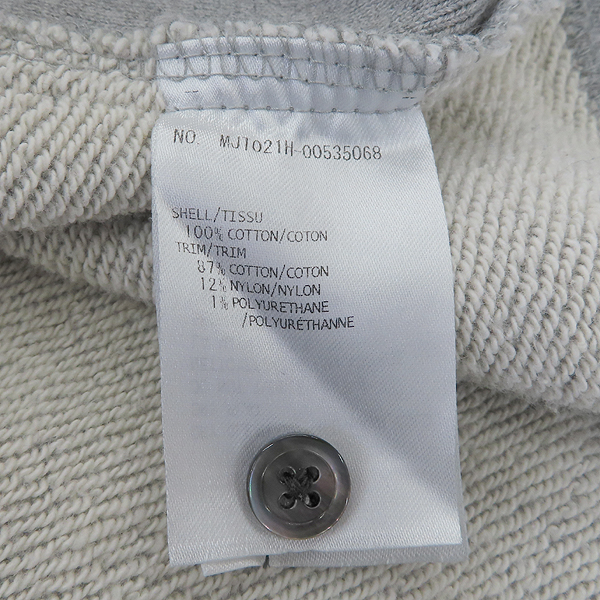 NO. MJ1021H-00535068
SHELL/TISSU
100% COTTON/COTON
TRIM/TRIM
87% COTTON/COTON
12% NYLON/NYLON
1% POLYURETHANE
/POLYURÉTHANNE